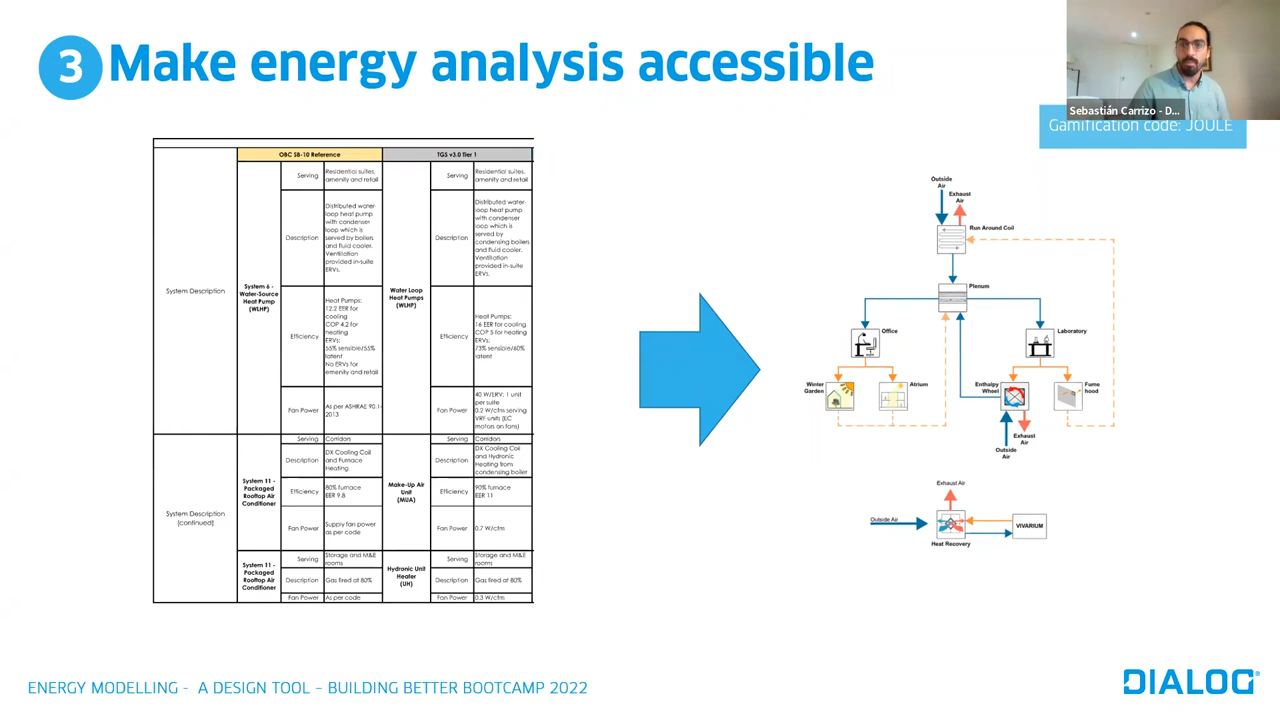 3 Make energy analysis accessible
Sebastián Carrizo - D...
Gamification code: JOULE
OBC SB-10 Reference
TGS v3.0 Tier 1
System Description
System 6 -
Water-Source
Heat Pump
(WLHP)
Serving
Residential suites,
amenity and retail
Description
Distributed water-
loop heat pump
with condenser
loop which is
served by boilers
and fluid cooler.
Ventilation
provided in-suite
ERVs.
Efficiency
Heat Pumps:
12.2 EER for
cooling
COP 4.2 for
heating
ERVs:
55% sensible/55%
latent
No ERVs for
amenity and retail
Fan Power
As per ASHRAE 90.1-
2013
Water Loop
Heat Pumps
(WLHP)
Serving
Residential suites,
amenity and retail
Description
Distributed water-
loop heat pump
with condenser
loop which is
served by
condensing boilers
and fluid cooler.
Ventilation
provided in-suite
ERVs.
Efficiency
Heat Pumps:
16 EER for cooling
COP 5 for heating
ERVs:
73% sensible/60%
latent
Fan Power
40 W/ERV; 1 unit
per suite
0.2 W/cfm serving
VRF units (EC
motors on fans)
System Description
(continued)
System 11 -
Packaged
Rooftop Air
Conditioner
Serving
Corridors
Description
DX Cooling Coil
and Furnace
Heating
Efficiency
80% furnace
EER 9.8
Fan Power
Supply fan power
as per code
Make-Up Air
Unit
(MUA)
Serving
Corridors
Description
DX Cooling Coil
and Hydronic
Heating from
condensing boiler
Efficiency
90% furnace
EER 11
Fan Power
0.7 W/cfm
System 11 -
Packaged
Rooftop Air
Conditioner
Serving
Storage and M&E
rooms
Description
Gas fired at 80%
Fan Power
As per code
Hydronic Unit
Heater
(UH)
Serving
Storage and M&E
rooms
Description
Gas fired at 80%
Fan Power
0.3 W/cfm
Outside
Air
Exhaust
Air
Run Around Coil
Plenum
Office
Laboratory
Winter
Garden
Atrium
Enthalpy
Wheel
Fume
hood
Outside
Air
Exhaust
Air
Exhaust Air
Outside Air
Heat Recovery
VIVARIUM
ENERGY MODELLING - A DESIGN TOOL – BUILDING BETTER BOOTCAMP 2022
DIALOG®